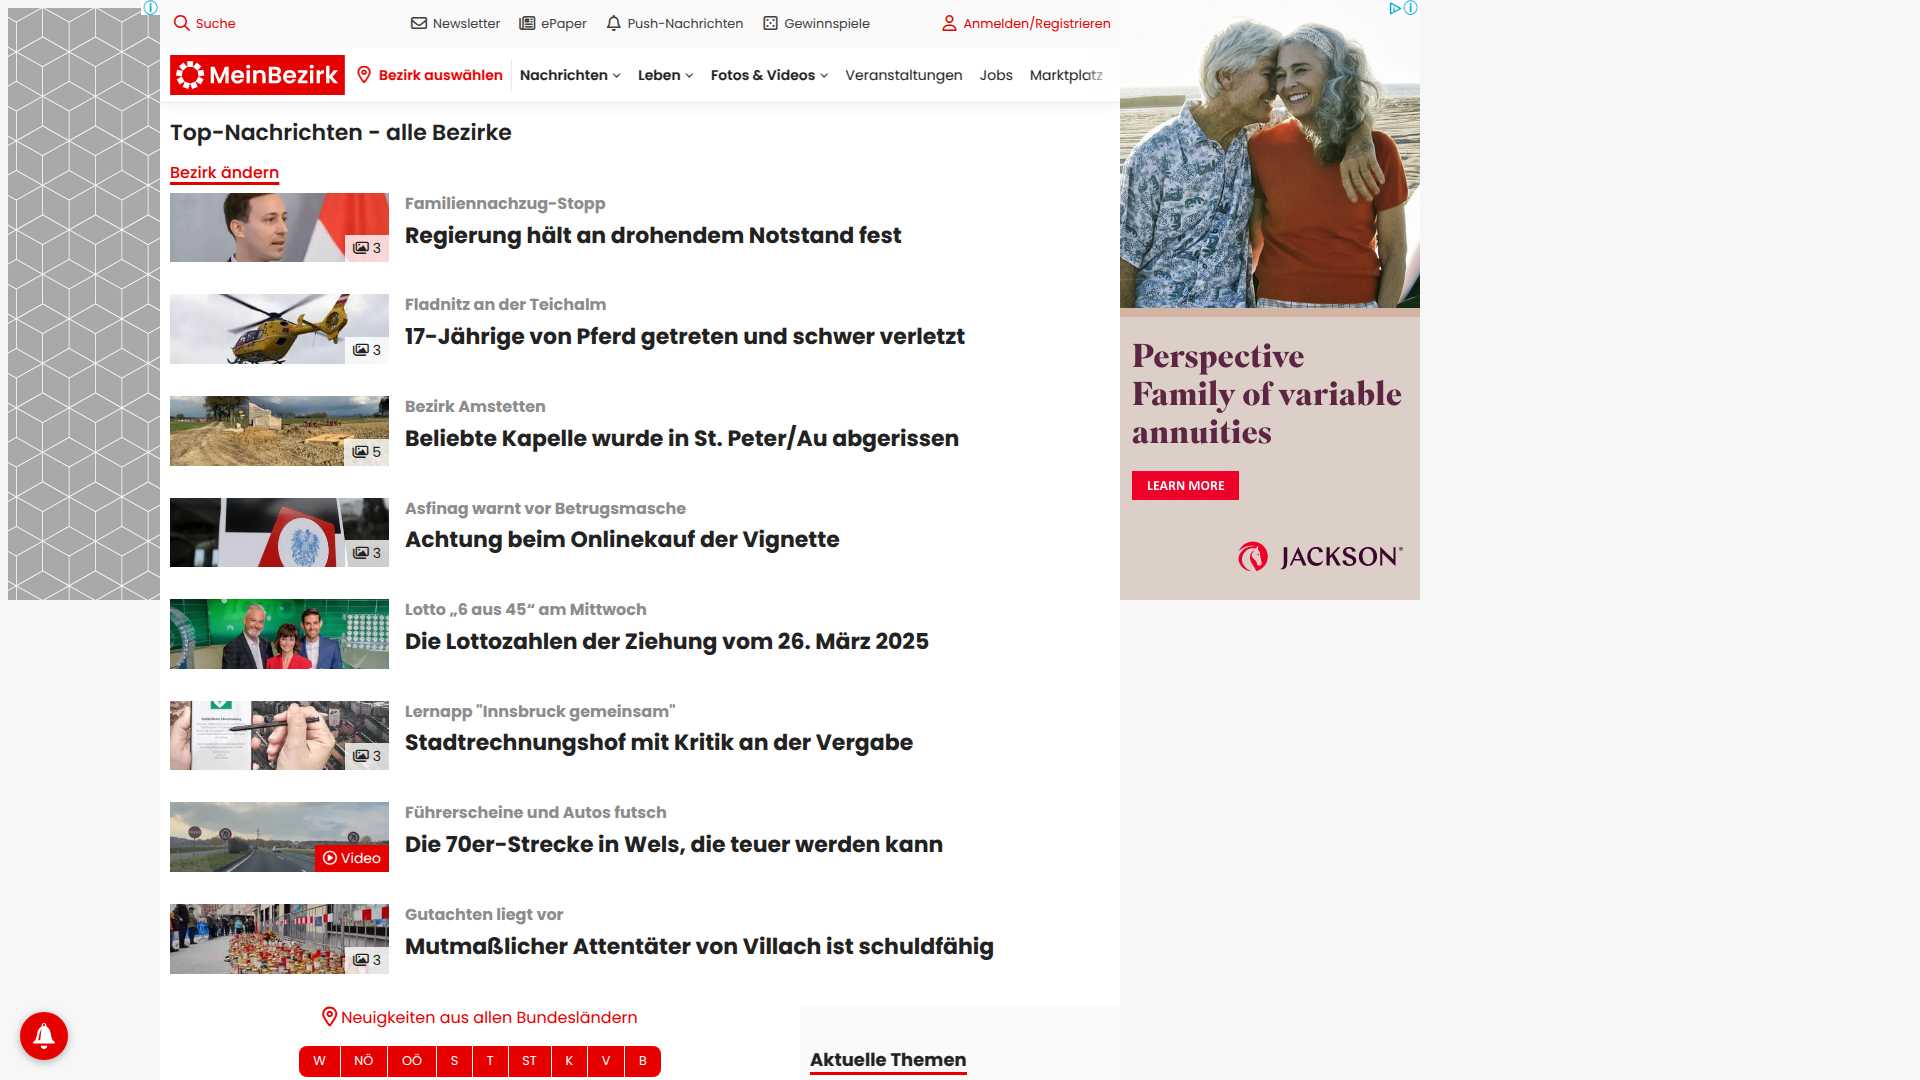 Suche
Newsletter
ePaper
Push-Nachrichten
Gewinnspiele
Anmelden/Registrieren
MeinBezirk
Bezirk auswählen
Nachrichten
Leben
Fotos & Videos
Veranstaltungen
Jobs
Marktplatz
Top-Nachrichten - alle Bezirke
Bezirk ändern
Familiennachzug-Stopp
Regierung hält an drohendem Notstand fest
3
Fladnitz an der Teichalm
17-Jährige von Pferd getreten und schwer verletzt
3
Bezirk Amstetten
Beliebte Kapelle wurde in St. Peter/Au abgerissen
5
Asfinag warnt vor Betrugsmasche
Achtung beim Onlinekauf der Vignette
3
Lotto „6 aus 45“ am Mittwoch
Die Lottozahlen der Ziehung vom 26. März 2025
Lernapp "Innsbruck gemeinsam"
Stadtrechnungshof mit Kritik an der Vergabe
3
Führerscheine und Autos futsch
Die 70er-Strecke in Wels, die teuer werden kann
Video
Gutachten liegt vor
Mutmaßlicher Attentäter von Villach ist schuldfähig
3
Neuigkeiten aus allen Bundesländern
W NÖ OÖ S T ST K V B
Aktuelle Themen
Perspective
Family of variable
annuities
LEARN MORE
JACKSON®